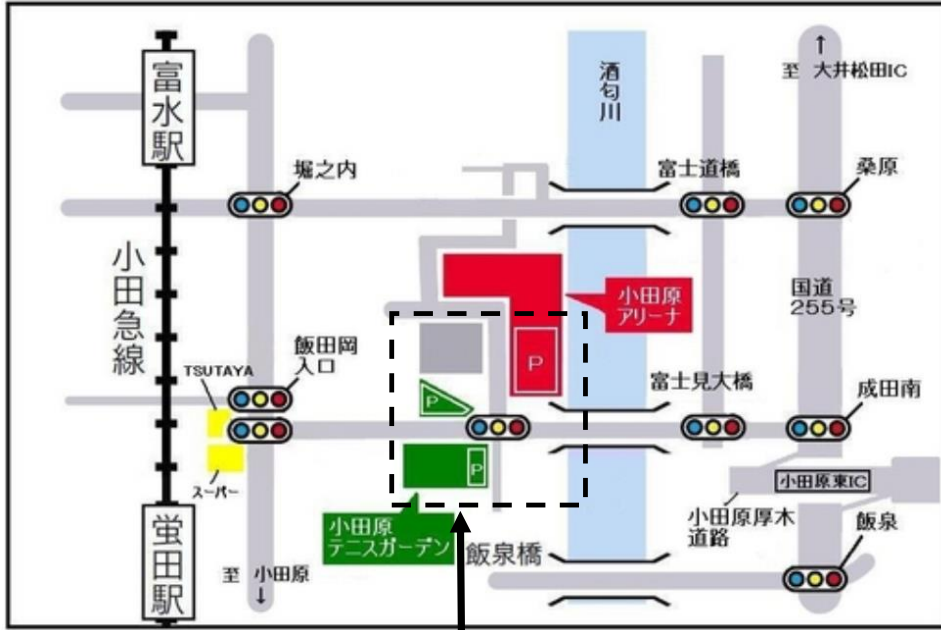 富水駅
小田急線
蛍田駅
堀之内
酒匂川
富士道橋
↑
至 大井松田IC
桑原
国道
255号
小田原
アリーナ
P
飯田岡
入口
TSUTAYA
スーパー
P
P
富士見大橋
成田南
小田原東IC
小田原厚木
道路
飯泉
小田原
テニスガーデン
飯泉橋
至 小田原
↓